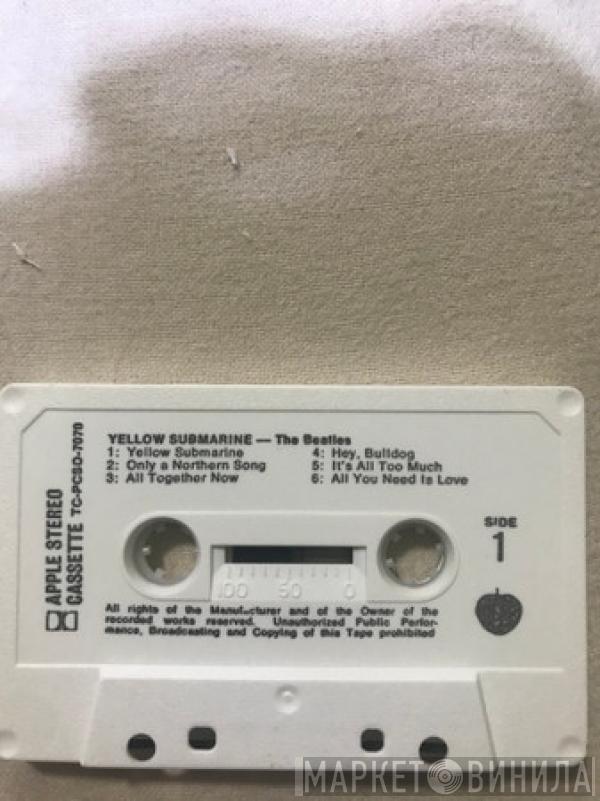 YELLOW SUBMARINE — The Beatles
1: Yellow Submarine
2: Only a Northern Song
3: All Together Now
4: Hey, Bulldog
5: It's All Too Much
6: All You Need Is Love
APPLE STEREO
CASSETTE TC-PCSO-7070
SIDE
1
100 50 0
All rights of the Manufacturer and of the Owner of the
recorded works reserved. Unauthorized Public Perfor-
mance, Broadcasting and Copying of this Tape prohibited
МАРКЕТ ВИНИЛА